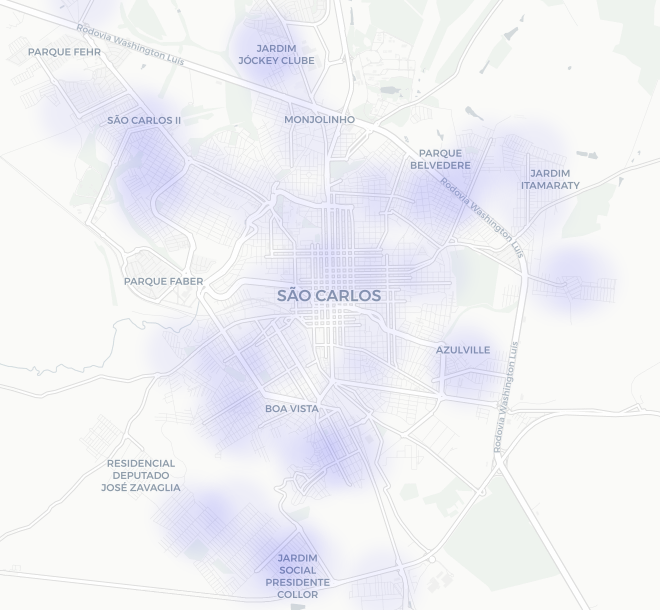 Rodovia Washington Luís
PARQUE FEHR
JARDIM
JÓCKEY CLUBE
SÃO CARLOS II
MONJOLINHO
PARQUE
BELVEDERE
JARDIM
ITAMARATY
Rodovia Washington Luís
PARQUE FABER
SÃO CARLOS
AZULVILLE
Rodovia Washington Luís
BOA VISTA
RESIDENCIAL
DEPUTADO
JOSÉ ZAVAGLIA
JARDIM
SOCIAL
PRESIDENTE
COLLOR